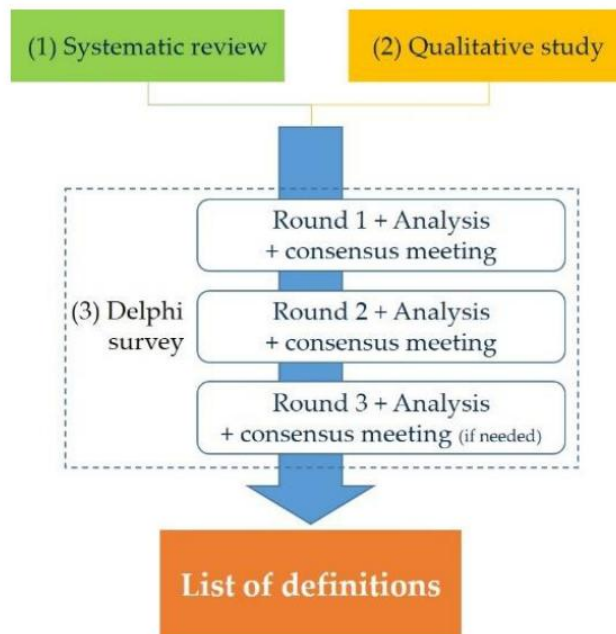 (1) Systematic review
(2) Qualitative study
(3) Delphi
survey
Round 1 + Analysis
+ consensus meeting
Round 2 + Analysis
+ consensus meeting
Round 3 + Analysis
+ consensus meeting (if needed)
List of definitions